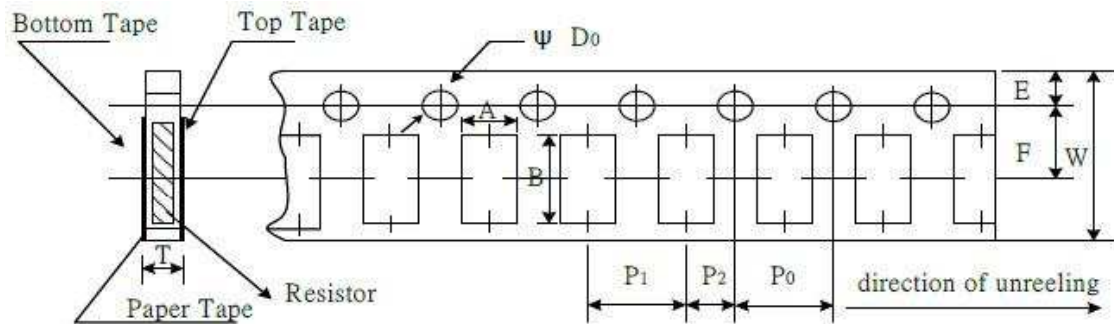 Bottom Tape
Top Tape
Ψ D0
E
A
F
W
B
T
P1
P2
P0
direction of unreeling
Resistor
Paper Tape